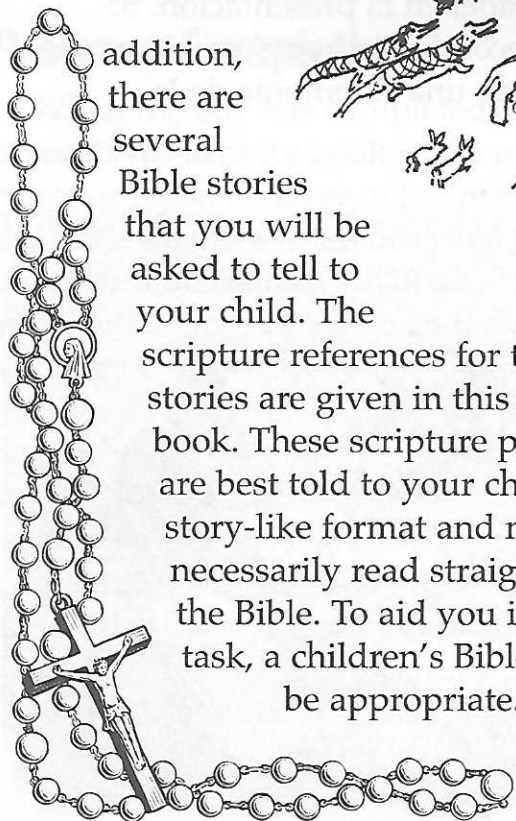 addition,
there are
several
Bible stories
that you will be
asked to tell to
your child. The
scripture references for
stories are given in this
book. These scripture
are best told to your
story-like format and
necessarily read
the Bible. To aid you
task, a children's
be appropriate.